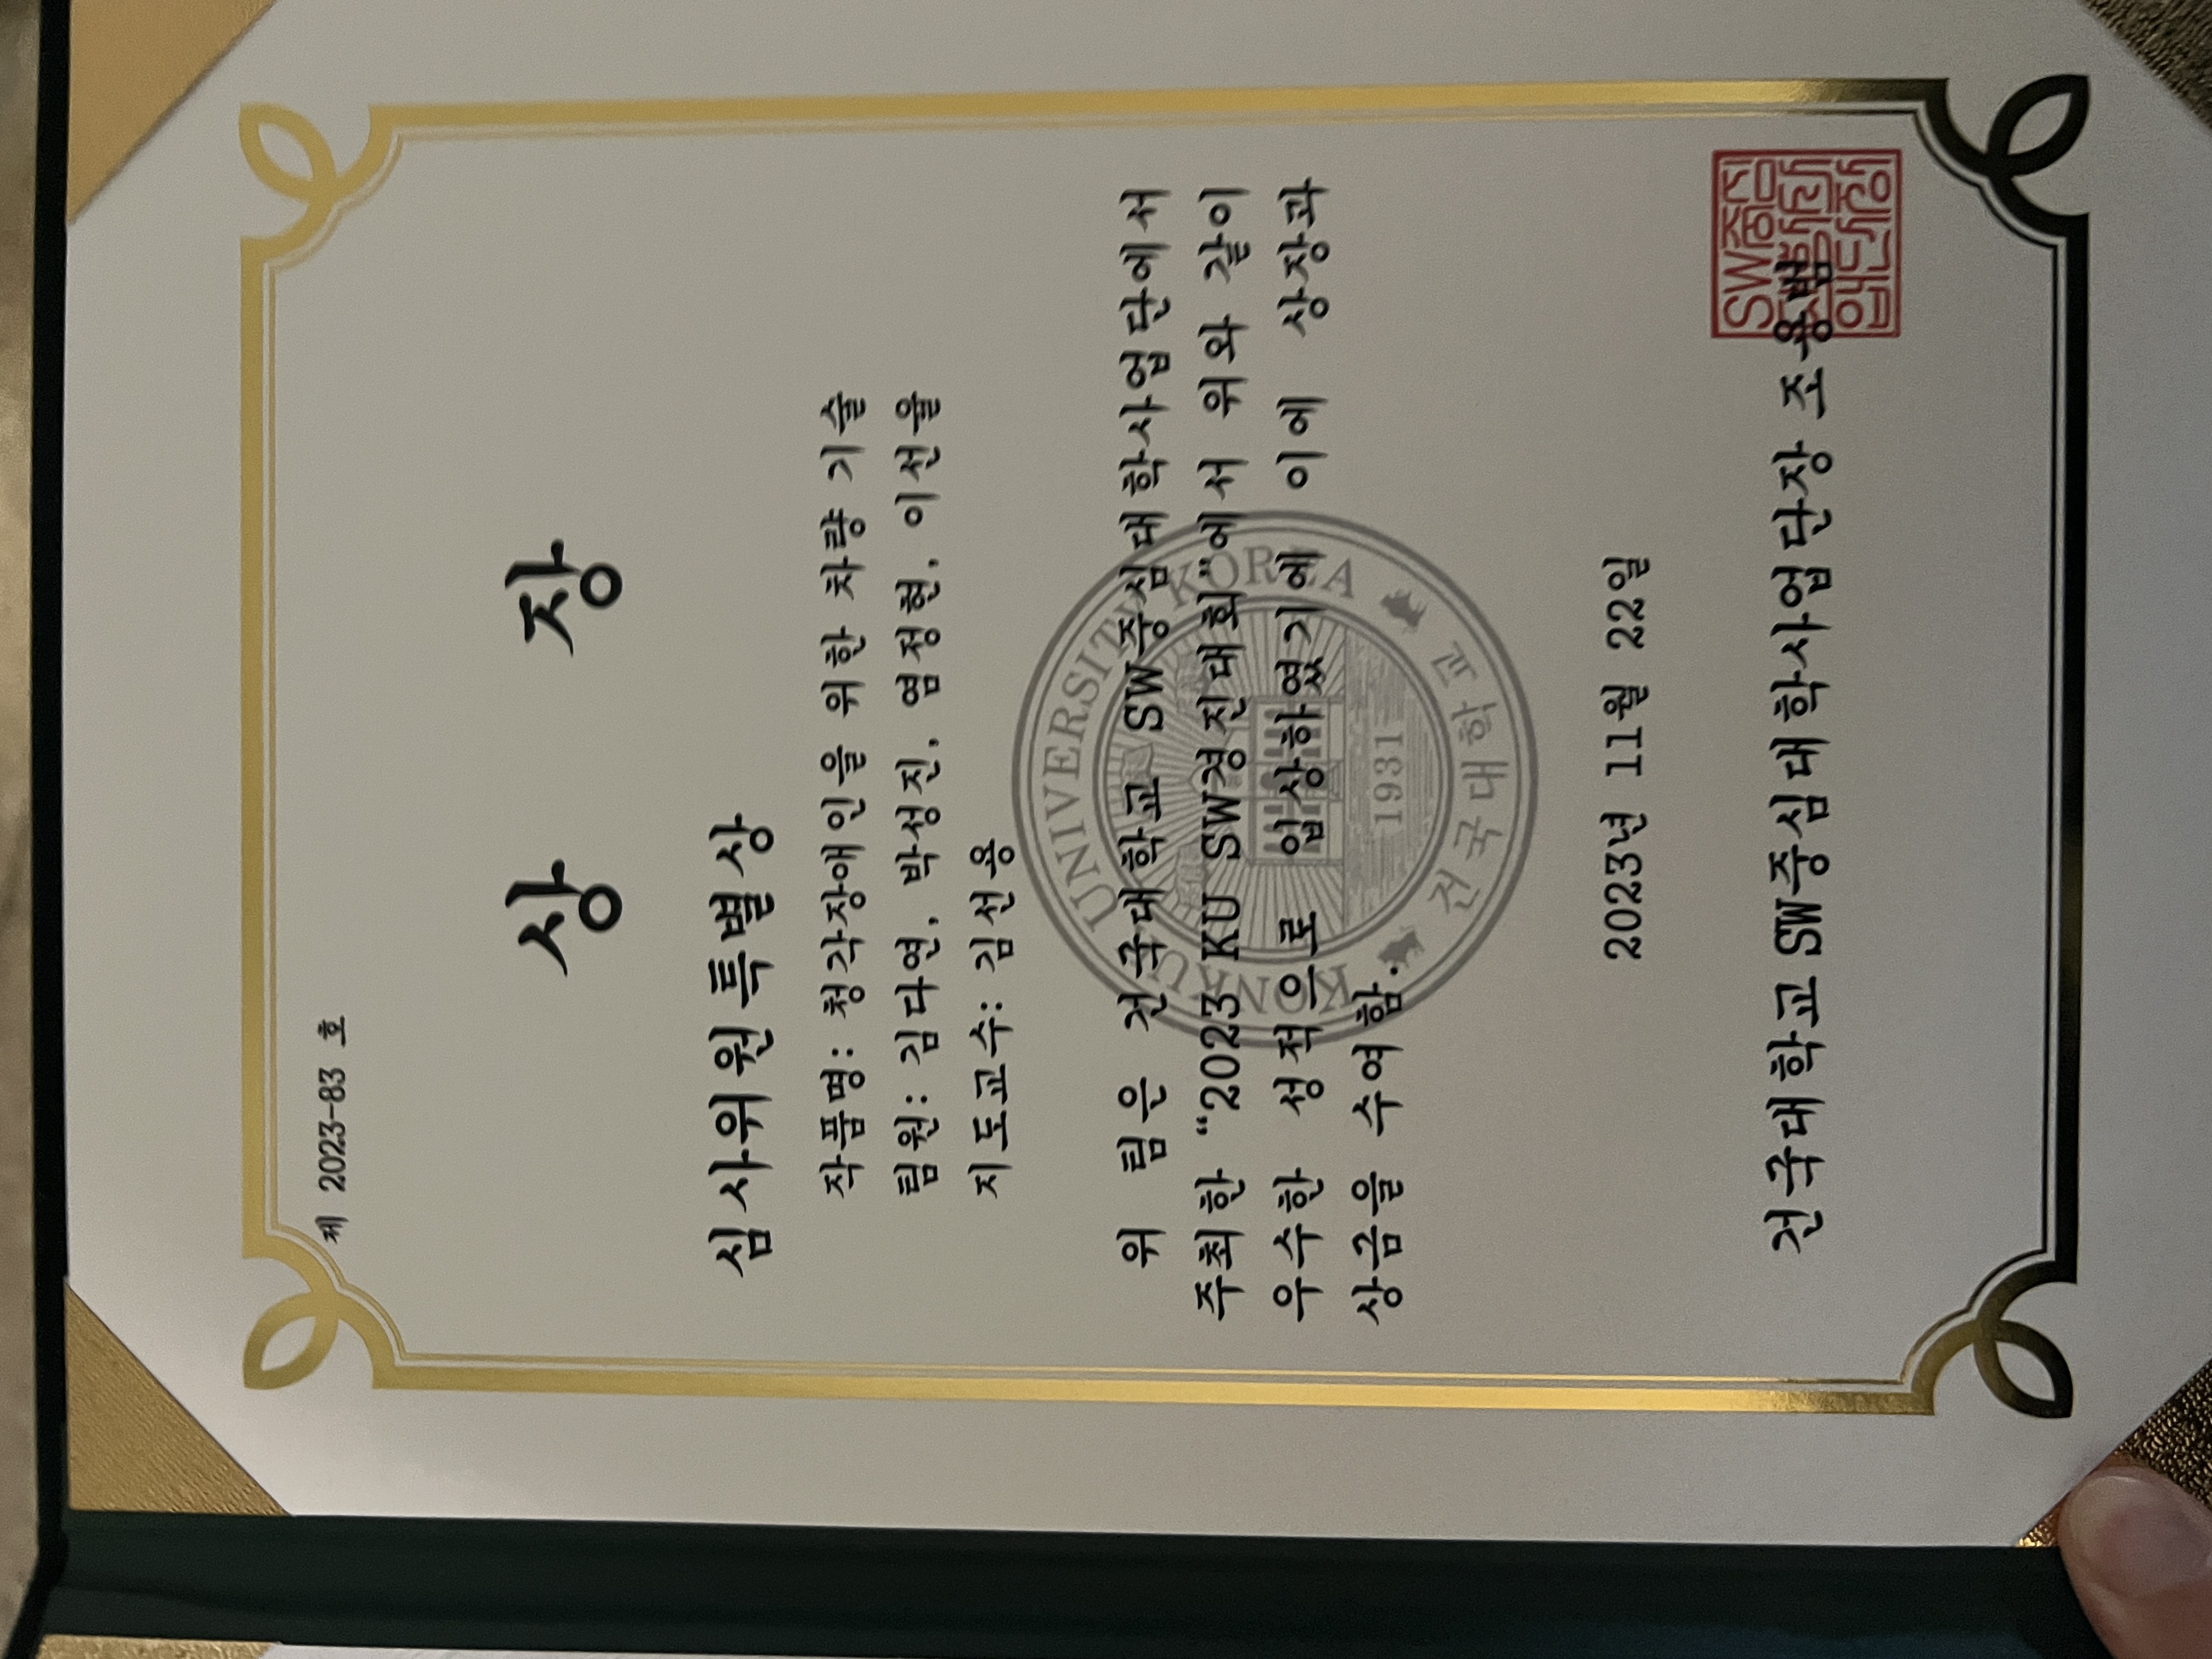 제 2023-83 호
상 장
심사위원특별상
작품명: 청각장애인을 위한 차량 기술
팀원: 김다연, 박성진, 염정현, 이선율
지도교수: 김선용
위 팀은 건국대학교 SW중심대학사업단에서
주최한 “2023 KU SW경진대회”에서 위와 같이
우수한 성적으로 입상하였기에 이에 상장과
상금을 수여함.
KONKUK UNIVERSITY KOREA
1931
건국대학교
2023년 11월 22일
건국대학교 SW중심대학사업단장 조용범
SW중심
대학사
업단장